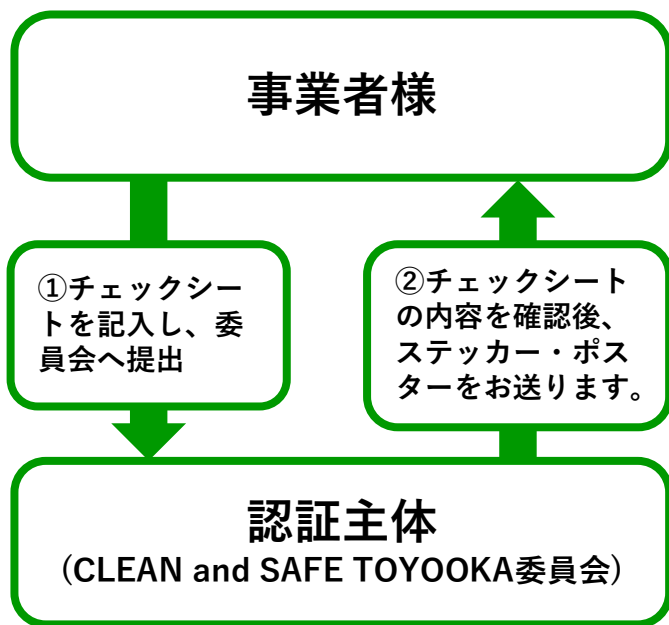 事業者様
①チェックシー
トを記入し、委
員会へ提出
②チェックシート
の内容を確認後、
ステッカー・ポス
ターをお送ります。
認証主体
(CLEAN and SAFE TOYOOKA委員会)